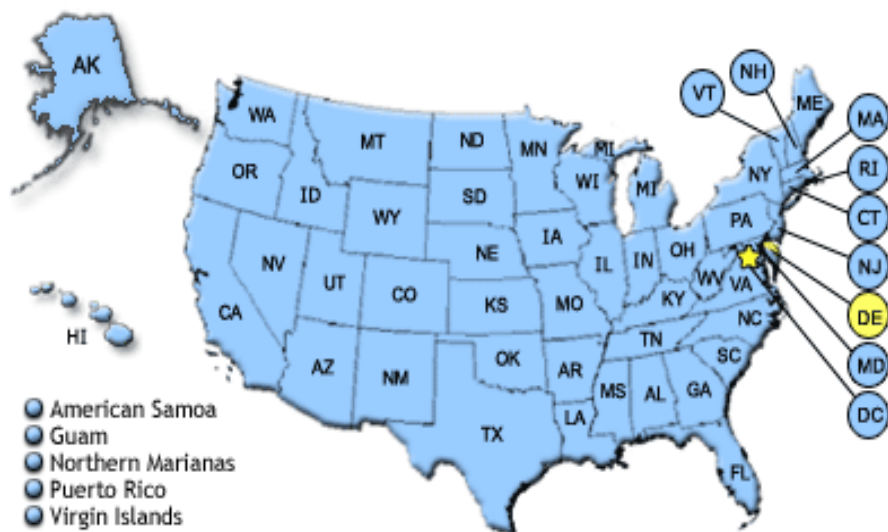 AK
WA
OR
CA
ID
NV
MT
WY
UT
AZ
CO
NM
ND
SD
NE
KS
OK
TX
MN
IA
MO
AR
LA
WI
IL
MI
MI
IN
OH
KY
TN
MS
AL
GA
FL
SC
NC
VA
WV
PA
NY
ME
VT
NH
MA
RI
CT
NJ
DE
MD
DC
HI
American Samoa
Guam
Northern Marianas
Puerto Rico
Virgin Islands